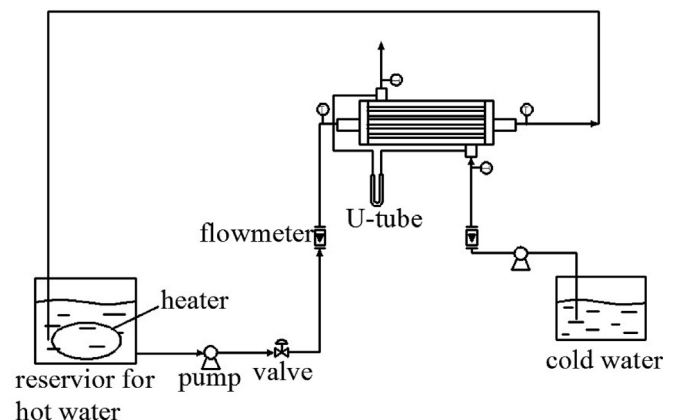 U-tube
flowmeter
heater
cold water
pump
valve
reservior for
hot water